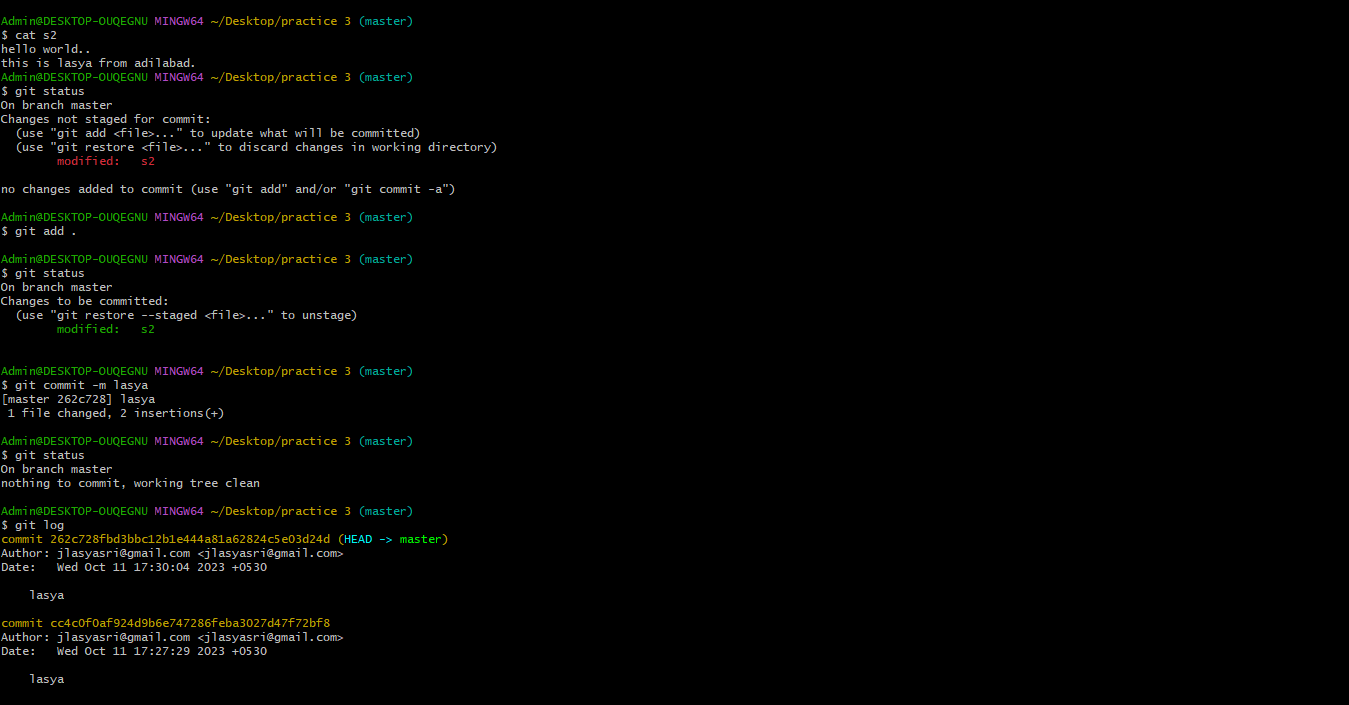 Admin@DESKTOP-OUQEGNU MINGW64 ~/Desktop/practice 3 (master)
$ cat s2
hello world..
this is lasya from adilabad.
Admin@DESKTOP-OUQEGNU MINGW64 ~/Desktop/practice 3 (master)
$ git status
On branch master
Changes not staged for commit:
  (use "git add <file>..." to update what will be committed)
  (use "git restore <file>..." to discard changes in working directory)
        modified:   s2

no changes added to commit (use "git add" and/or "git commit -a")

Admin@DESKTOP-OUQEGNU MINGW64 ~/Desktop/practice 3 (master)
$ git add .

Admin@DESKTOP-OUQEGNU MINGW64 ~/Desktop/practice 3 (master)
$ git status
On branch master
Changes to be committed:
  (use "git restore --staged <file>..." to unstage)
        modified:   s2


Admin@DESKTOP-OUQEGNU MINGW64 ~/Desktop/practice 3 (master)
$ git commit -m lasya
[master 262c728] lasya
 1 file changed, 2 insertions(+)

Admin@DESKTOP-OUQEGNU MINGW64 ~/Desktop/practice 3 (master)
$ git status
On branch master
nothing to commit, working tree clean

Admin@DESKTOP-OUQEGNU MINGW64 ~/Desktop/practice 3 (master)
$ git log
commit 262c728fbd3bbc12b1e444a81a62824c5e03d24d (HEAD -> master)
Author: jlasyasri@gmail.com <jlasyasri@gmail.com>
Date:   Wed Oct 11 17:30:04 2023 +0530

    lasya

commit cc4c0f0af924d9b6e747286feba3027d47f72bf8
Author: jlasyasri@gmail.com <jlasyasri@gmail.com>
Date:   Wed Oct 11 17:27:29 2023 +0530

    lasya